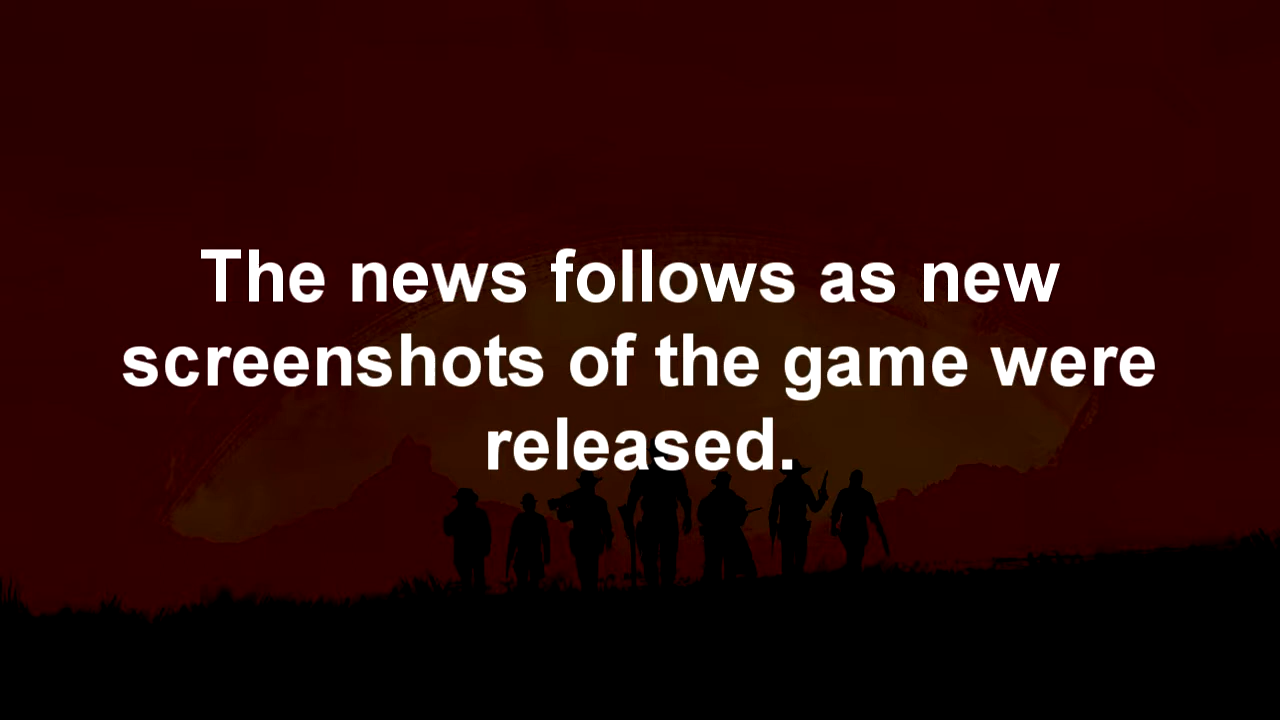 The news follows as new
screenshots of the game were
released.